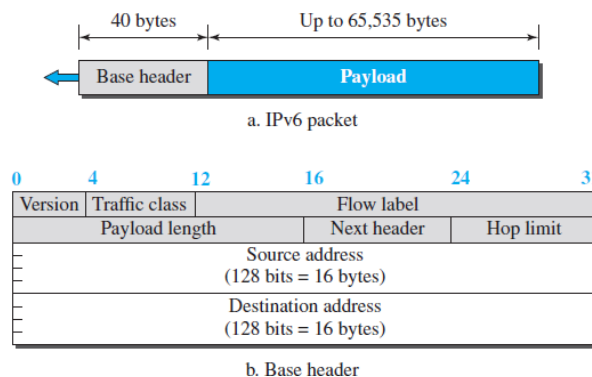 40 bytes Up to 65,535 bytes
Base header Payload
a. IPv6 packet
0 4 12 16 24 3
Version Traffic class Flow label
Payload length Next header Hop limit
Source address
(128 bits = 16 bytes)
Destination address
(128 bits = 16 bytes)
b. Base header